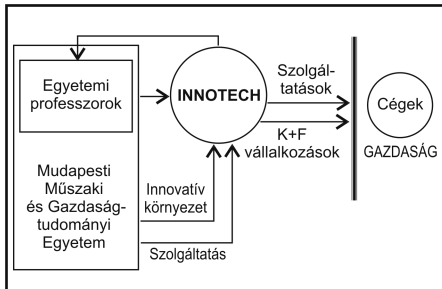 Egyetemi
professzorok
Mudapesti
Műszaki
és Gazdaság-
tudományi
Egyetem
INNOTECH
Innovatív
környezet
Szolgáltatás
Szolgál-
tatások
K+F
vállalkozások
Cégek
GAZDASÁG